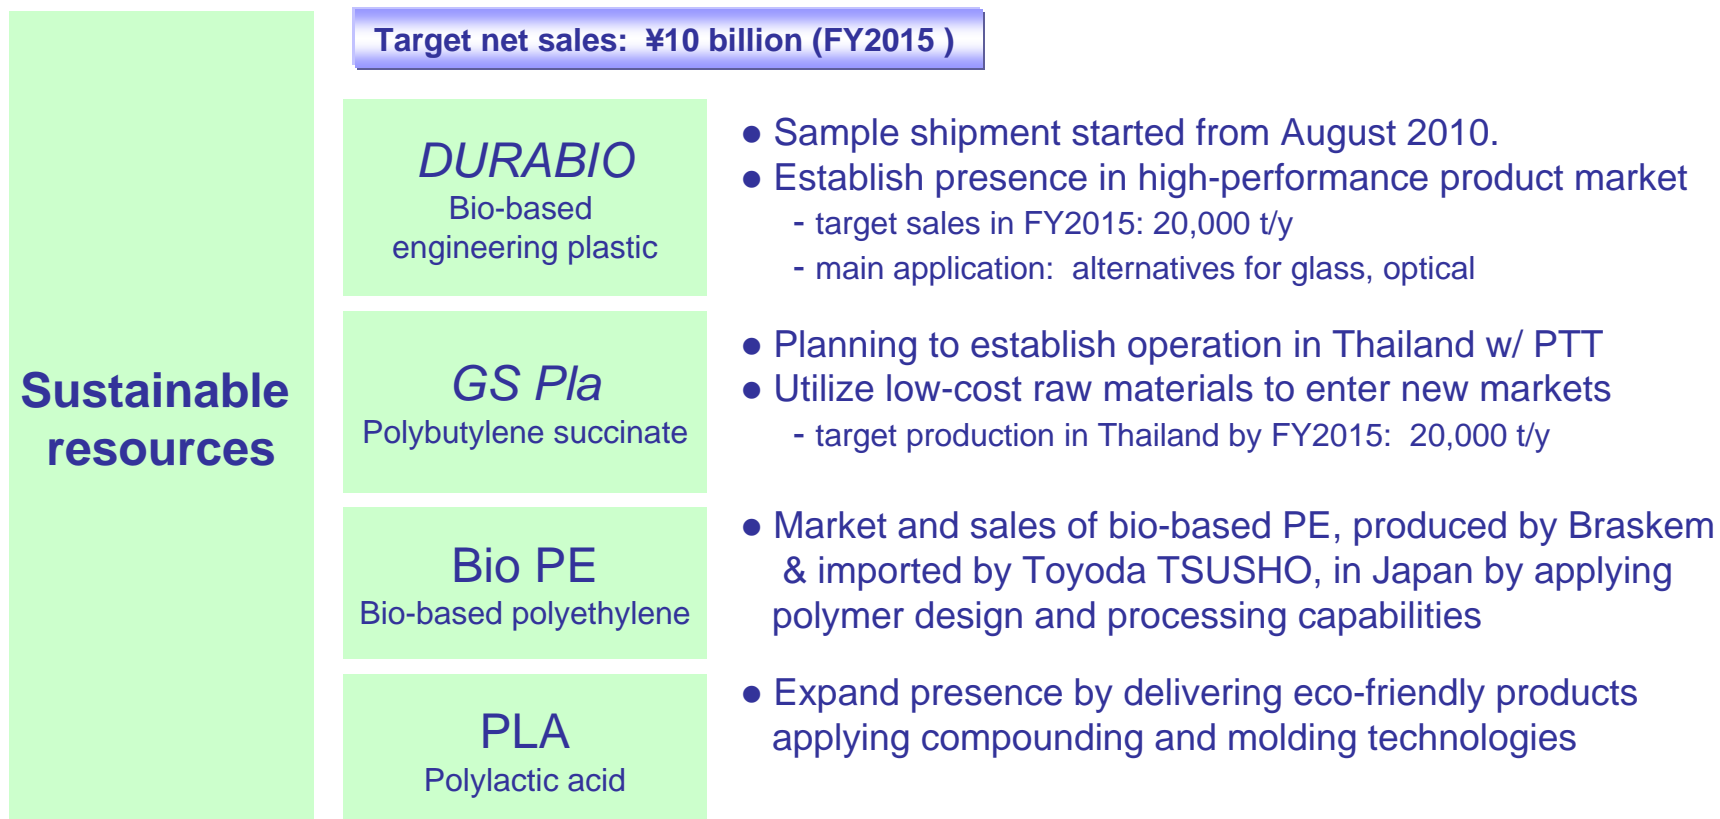 Target net sales: ¥10 billion (FY2015 )
Sustainable
resources
DURABIO
Bio-based
engineering plastic
● Sample shipment started from August 2010.
● Establish presence in high-performance product market
- target sales in FY2015: 20,000 t/y
- main application: alternatives for glass, optical
GS Pla
Polybutylene succinate
● Planning to establish operation in Thailand w/ PTT
● Utilize low-cost raw materials to enter new markets
- target production in Thailand by FY2015: 20,000 t/y
Bio PE
Bio-based polyethylene
● Market and sales of bio-based PE, produced by Braskem
& imported by Toyoda TSUSHO, in Japan by applying
polymer design and processing capabilities
PLA
Polylactic acid
● Expand presence by delivering eco-friendly products
applying compounding and molding technologies